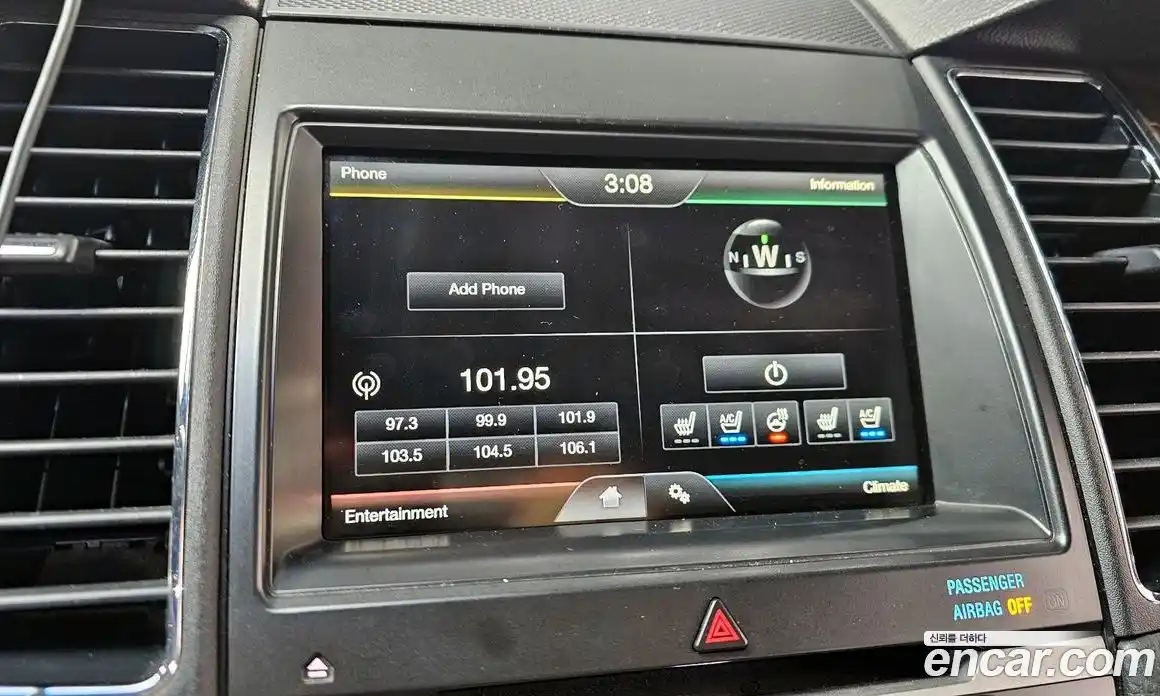 Phone
3:08
Information
Add Phone
N W S
101.95
97.3 99.9 101.9
103.5 104.5 106.1
A/C A/C
Entertainment
Climate
PASSENGER
AIRBAG OFF ON
신뢰를 더하다
encar.com